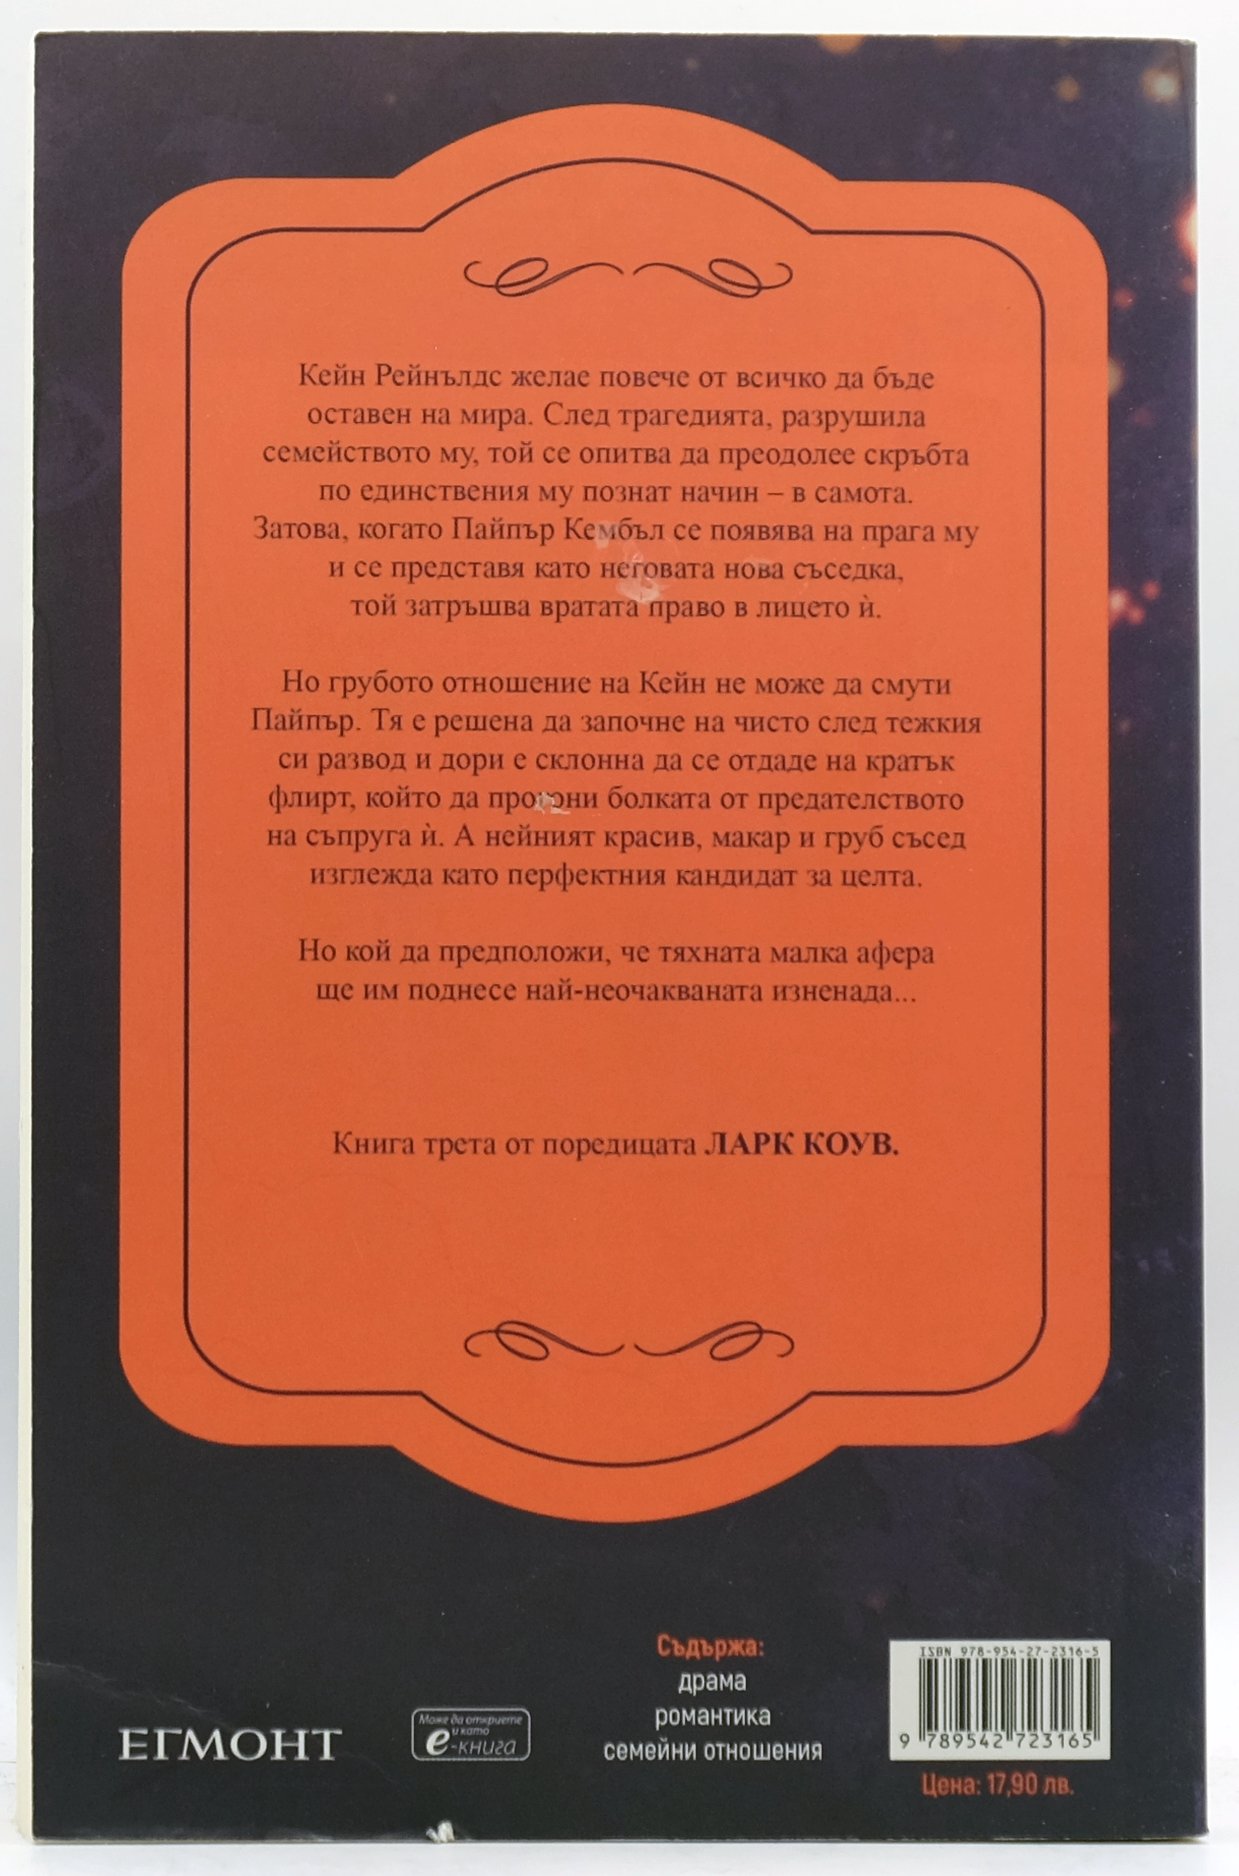 Кейн Рейнълдс желае повече от всичко да бъде
оставен на мира. След трагедията, разрушила
семейството му, той се опитва да преодолее скръбта
по единствения му познат начин – в самота.
Затова, когато Пайпър Кембъл се появява на прага му
и се представя като неговата нова съседка,
той затръшва вратата право в лицето ѝ.
Но грубото отношение на Кейн не може да смути
Пайпър. Тя е решена да започне на чисто след тежкия
си развод и дори е склонна да се отдаде на кратък
флирт, който да прогони болката от предателството
на съпруга ѝ. А нейният красив, макар и груб съсед
изглежда като перфектния кандидат за целта.
Но кой да предположи, че тяхната малка афера
ще им поднесе най-неочакваната изненада...
Книга трета от поредицата ЛАРК КОУВ.
ЕГМОНТ
Може да откриете
и като
е-книга
Съдържа:
драма
романтика
семейни отношения
ISBN 978-954-27-2316-5
9 789542 723165
Цена: 17,90 лв.